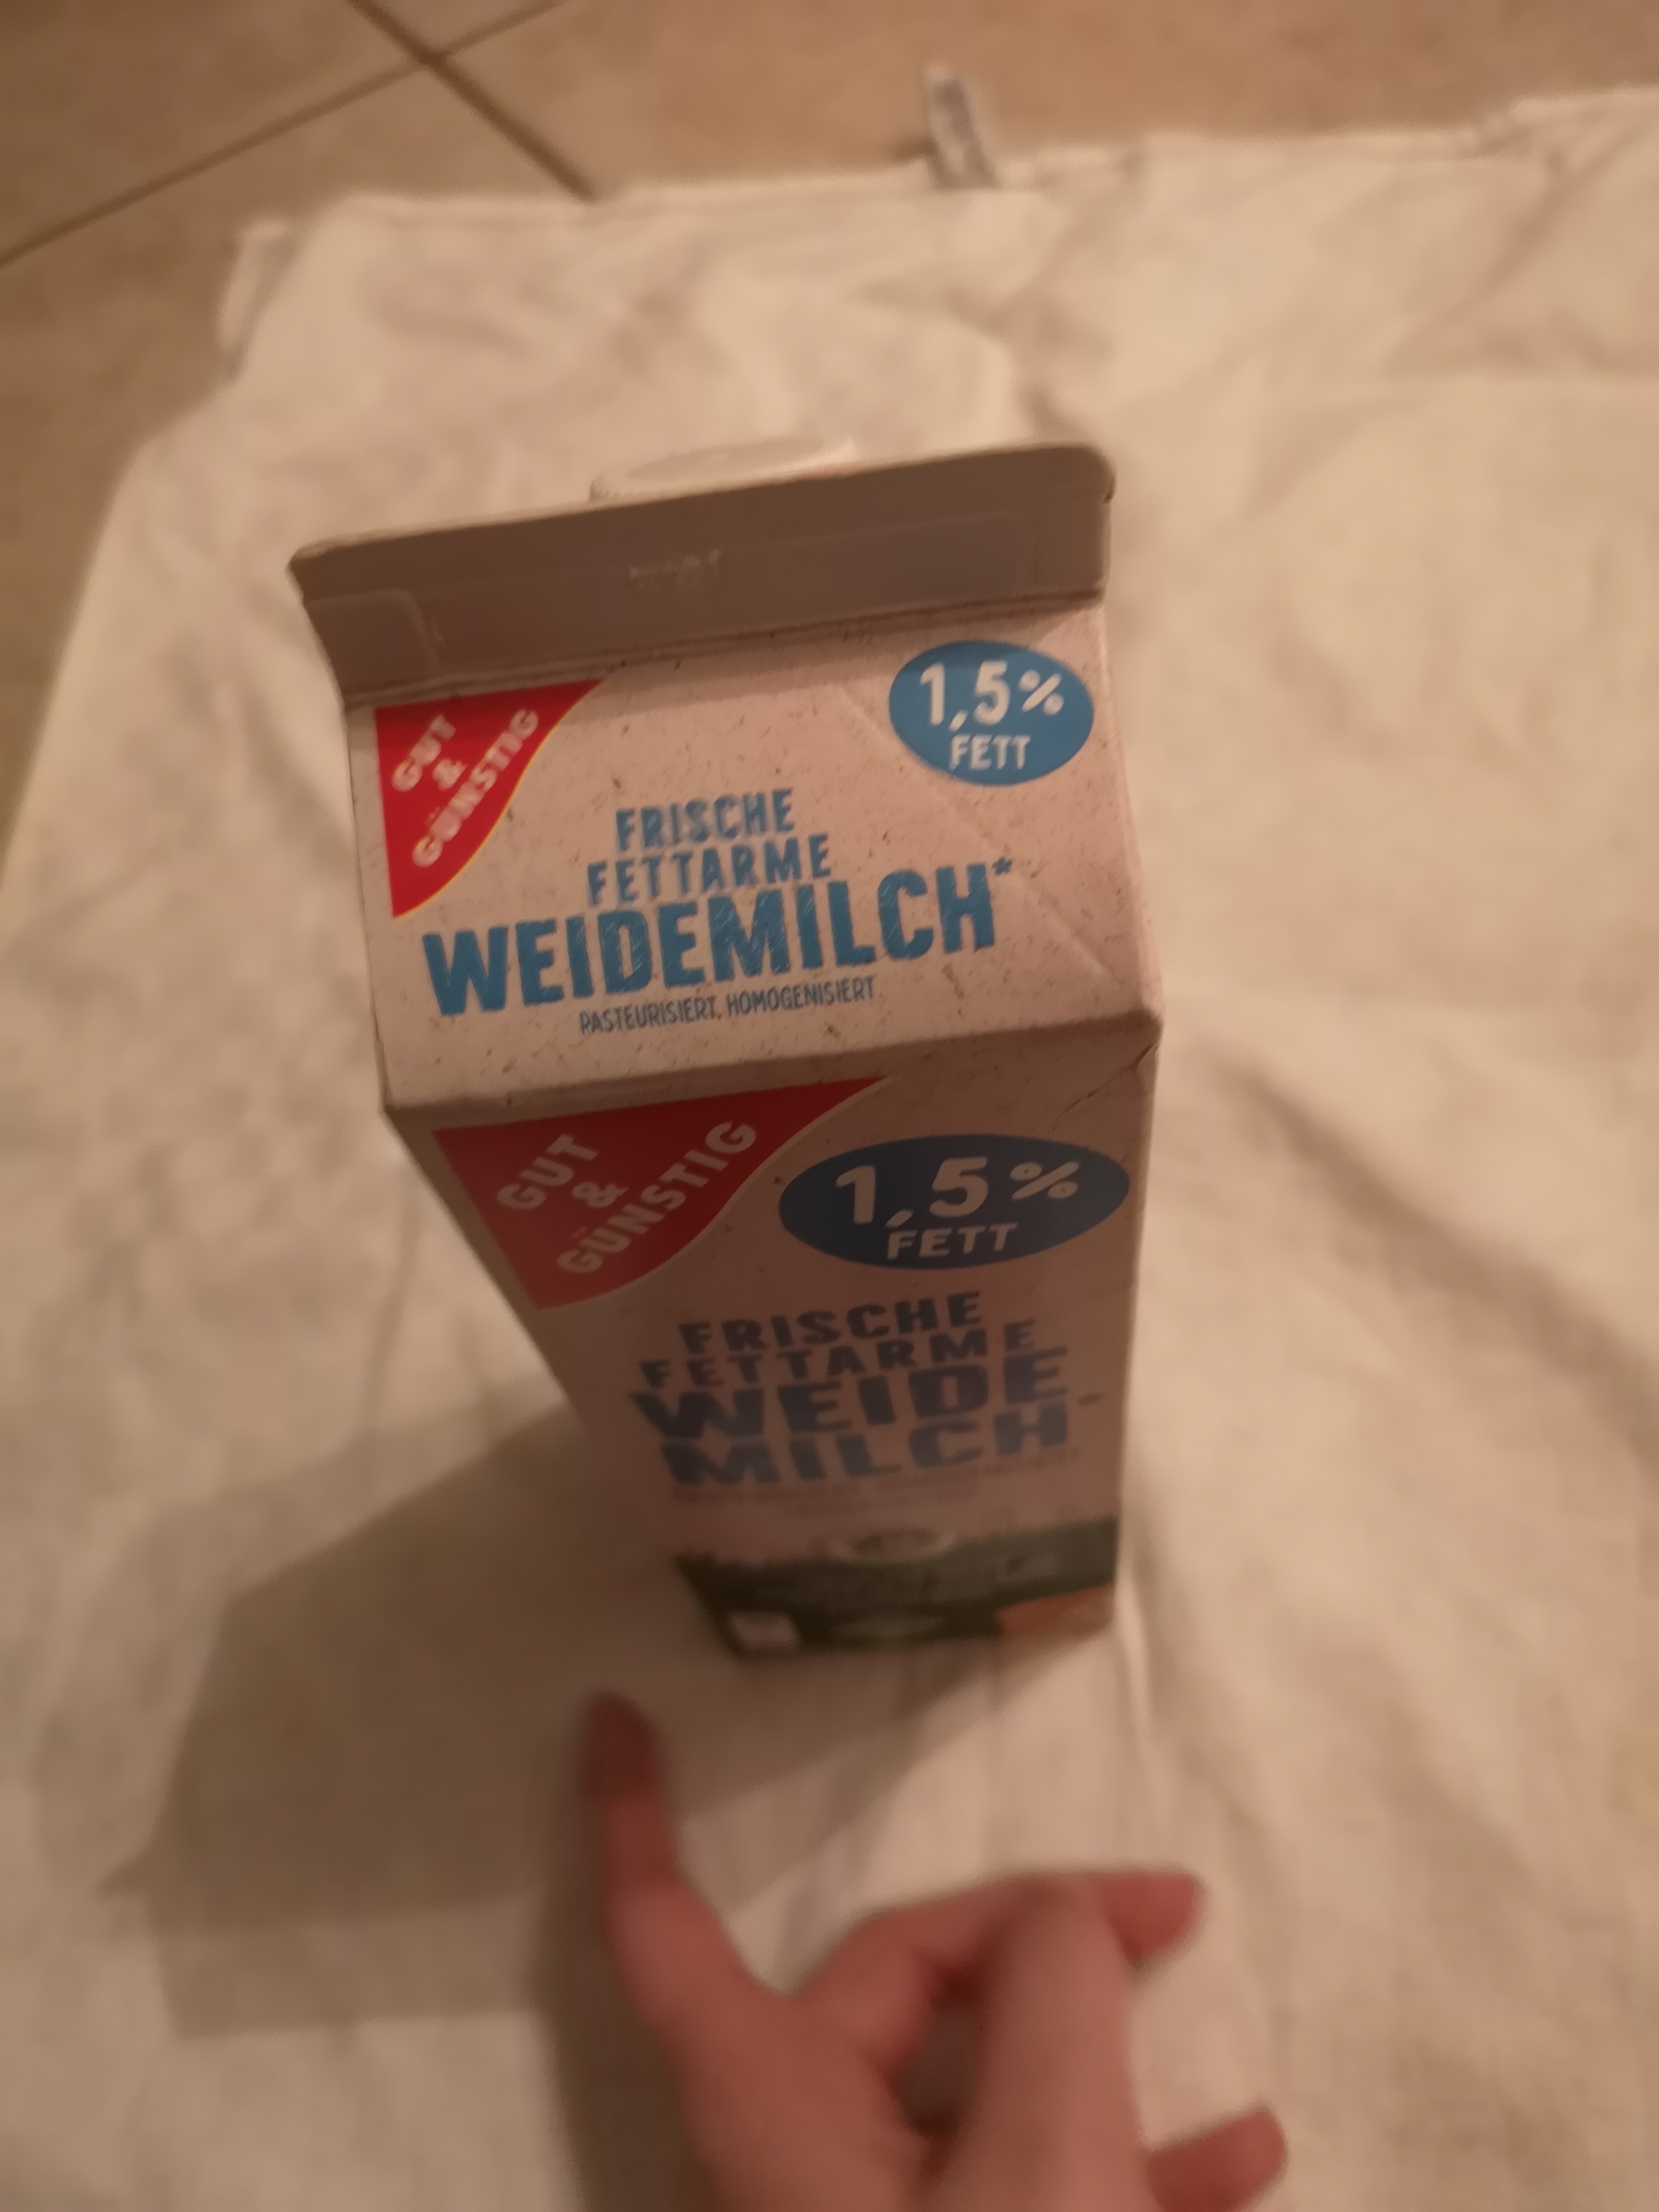 GUT
&
GÜNSTIG
1,5%
FETT
FRISCHE
FETTARME
WEIDEMILCH*
PASTEURISIERT, HOMOGENISIERT
GUT
&
GÜNSTIG
1,5%
FETT
FRISCHE
FETTARME
WEIDE
MILCH